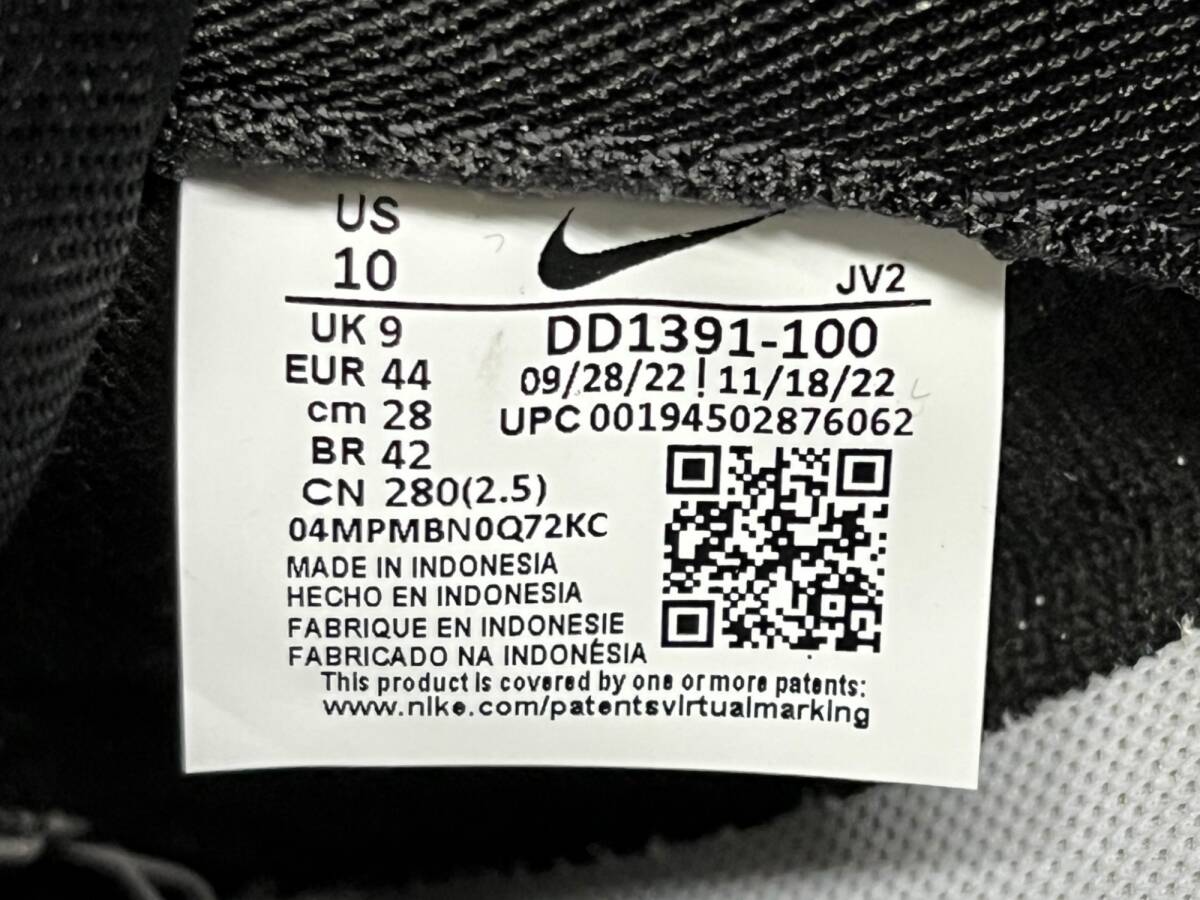 US
10
JV2
UK 9
DD1391-100
EUR 44
09/28/22 | 11/18/22
cm 28
UPC 00194502876062
BR 42
CN 280(2.5)
04MPMBN0Q72KC
MADE IN INDONESIA
HECHO EN INDONESIA
FABRIQUE EN INDONESIE
FABRICADO NA INDONÉSIA
This product is covered by one or more patents:
www.nike.com/patentsvirtualmarking